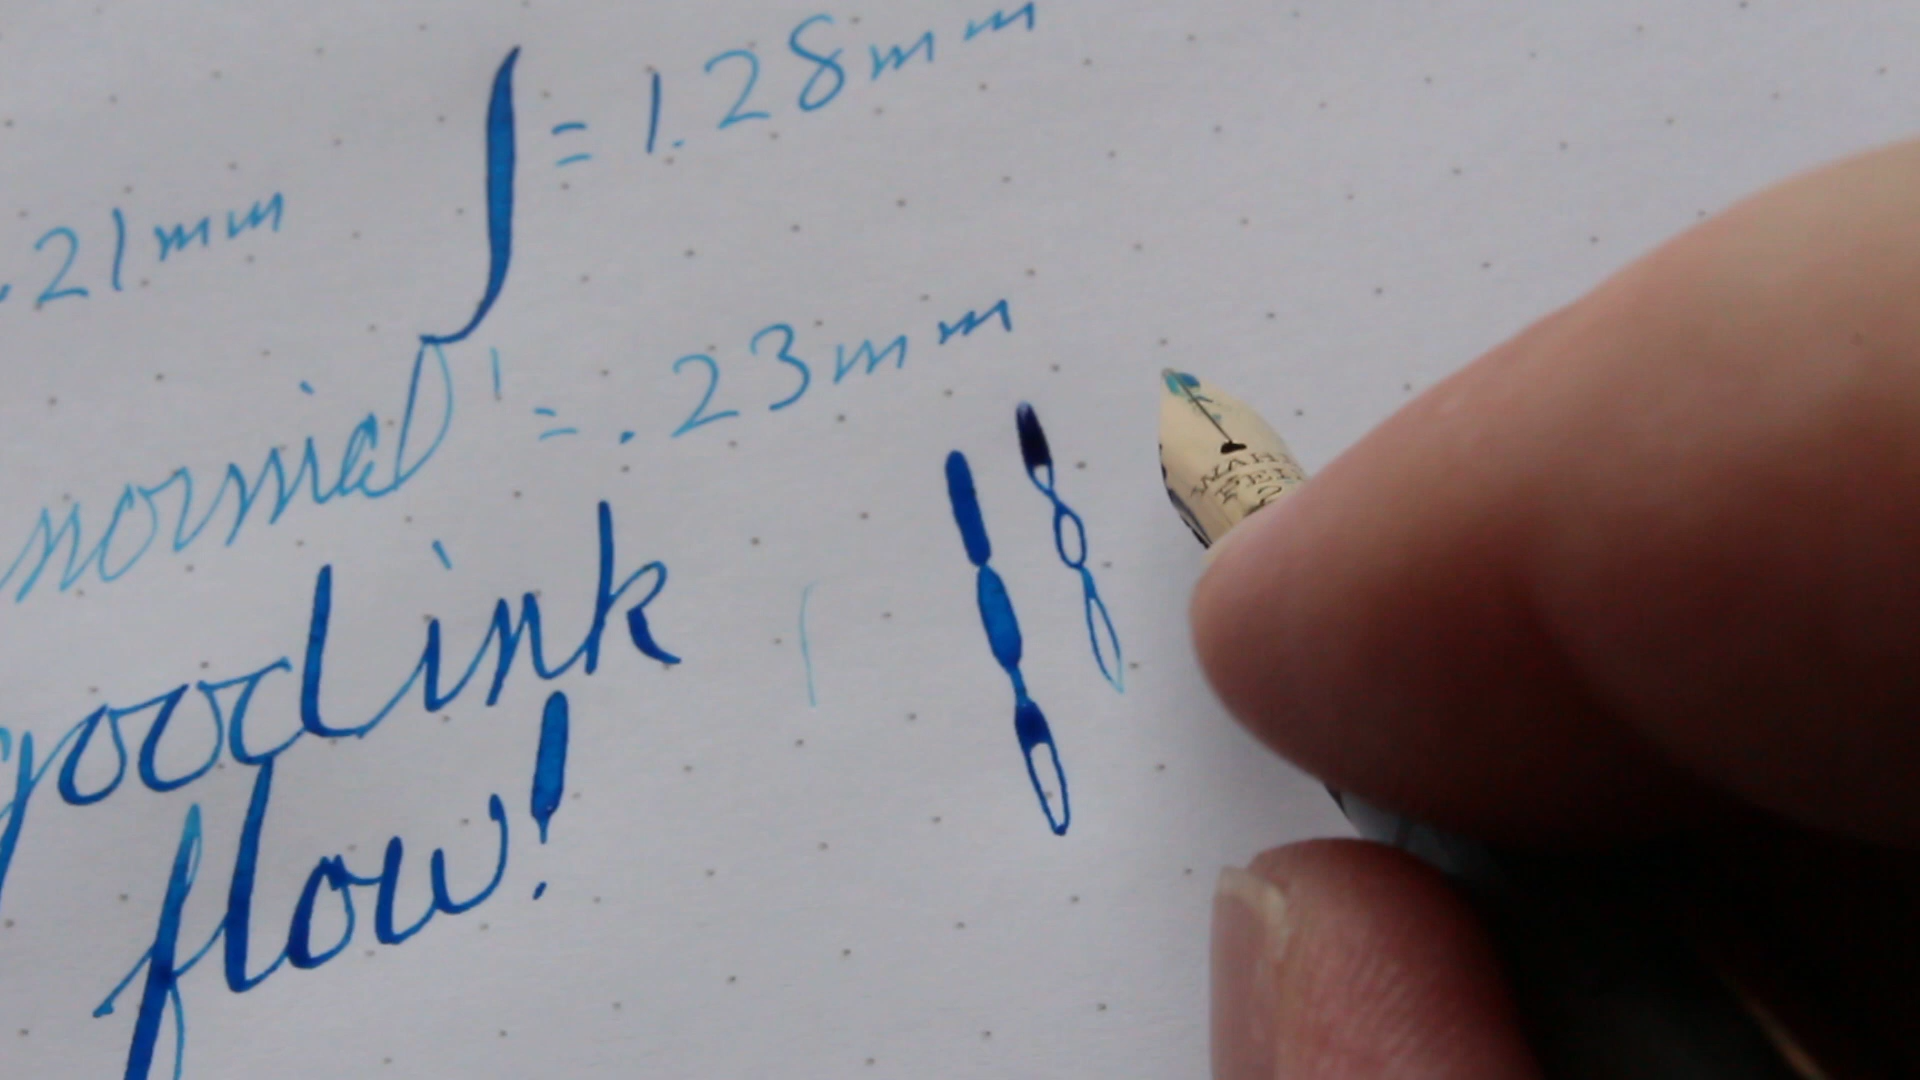 .21mm ∫ = 1.28mm
normal ' = .23mm
good ink
flow!